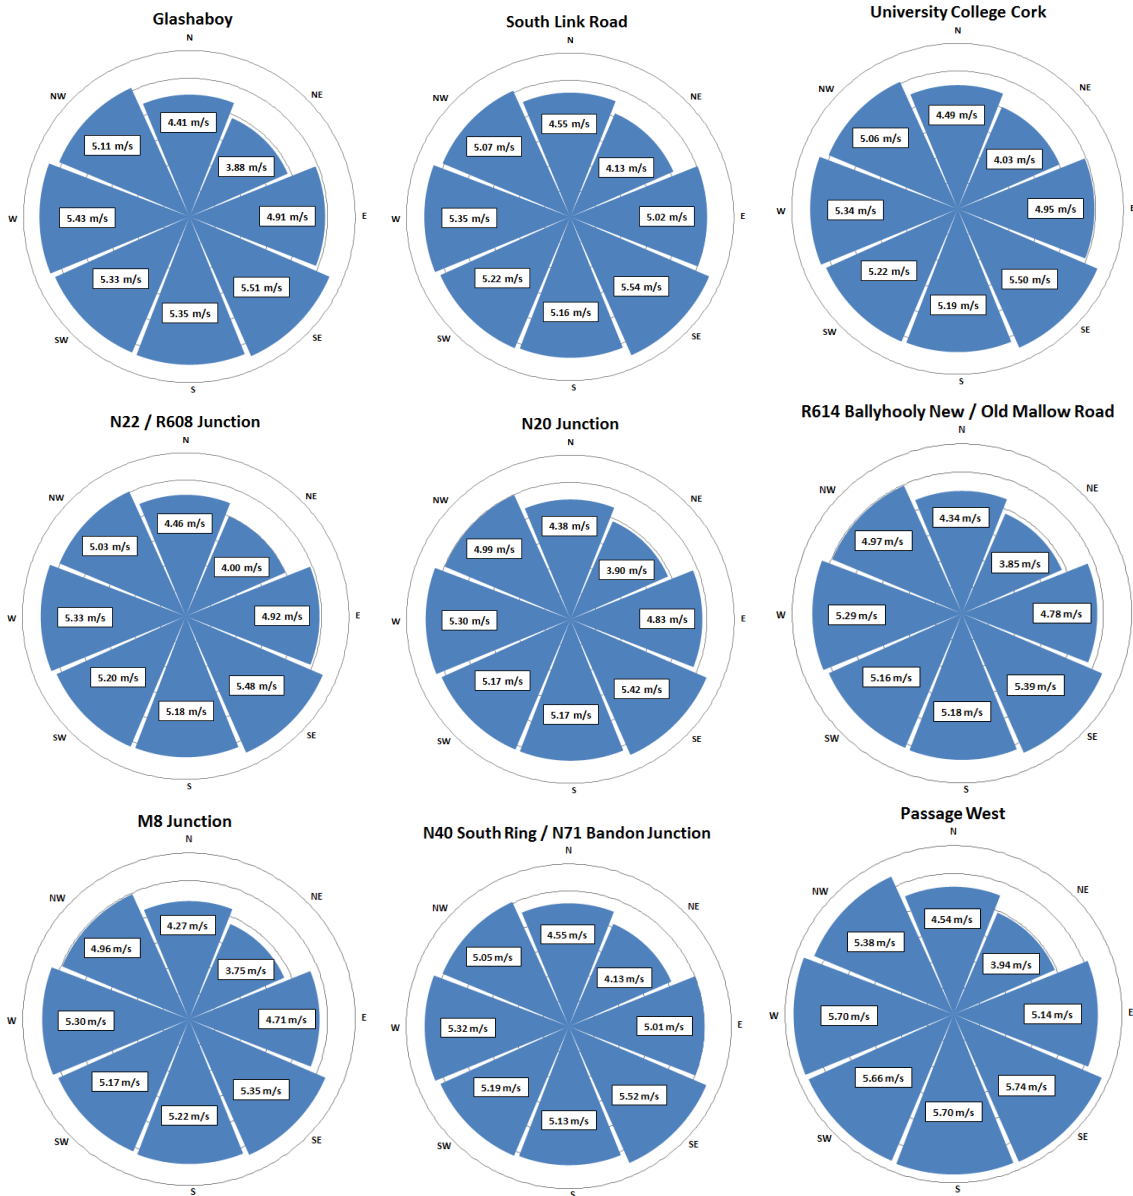 Glashaboy
N
NW
NE
4.41 m/s
5.11 m/s
3.88 m/s
W
5.43 m/s
4.91 m/s
E
5.33 m/s
5.51 m/s
5.35 m/s
SW
SE
S
South Link Road
N
NW
NE
4.55 m/s
5.07 m/s
4.13 m/s
W
5.35 m/s
5.02 m/s
E
5.22 m/s
5.54 m/s
5.16 m/s
SW
SE
S
University College Cork
N
NW
NE
4.49 m/s
5.06 m/s
4.03 m/s
W
5.34 m/s
4.95 m/s
E
5.22 m/s
5.50 m/s
5.19 m/s
SW
SE
S
N22 / R608 Junction
N
NW
NE
4.46 m/s
5.03 m/s
4.00 m/s
W
5.33 m/s
4.92 m/s
E
5.20 m/s
5.48 m/s
5.18 m/s
SW
SE
S
N20 Junction
N
NW
NE
4.38 m/s
4.99 m/s
3.90 m/s
W
5.30 m/s
4.83 m/s
E
5.17 m/s
5.42 m/s
5.17 m/s
SW
SE
S
R614 Ballyhooly New / Old Mallow Road
N
NW
NE
4.34 m/s
4.97 m/s
3.85 m/s
W
5.29 m/s
4.78 m/s
E
5.16 m/s
5.39 m/s
5.18 m/s
SW
SE
S
M8 Junction
N
NW
NE
4.27 m/s
4.96 m/s
3.75 m/s
W
5.30 m/s
4.71 m/s
E
5.17 m/s
5.35 m/s
5.22 m/s
SW
SE
S
N40 South Ring / N71 Bandon Junction
N
NW
NE
4.55 m/s
5.05 m/s
4.13 m/s
W
5.32 m/s
5.01 m/s
E
5.19 m/s
5.52 m/s
5.13 m/s
SW
SE
S
Passage West
N
NW
NE
4.54 m/s
5.38 m/s
3.94 m/s
W
5.70 m/s
5.14 m/s
E
5.66 m/s
5.74 m/s
5.70 m/s
SW
SE
S